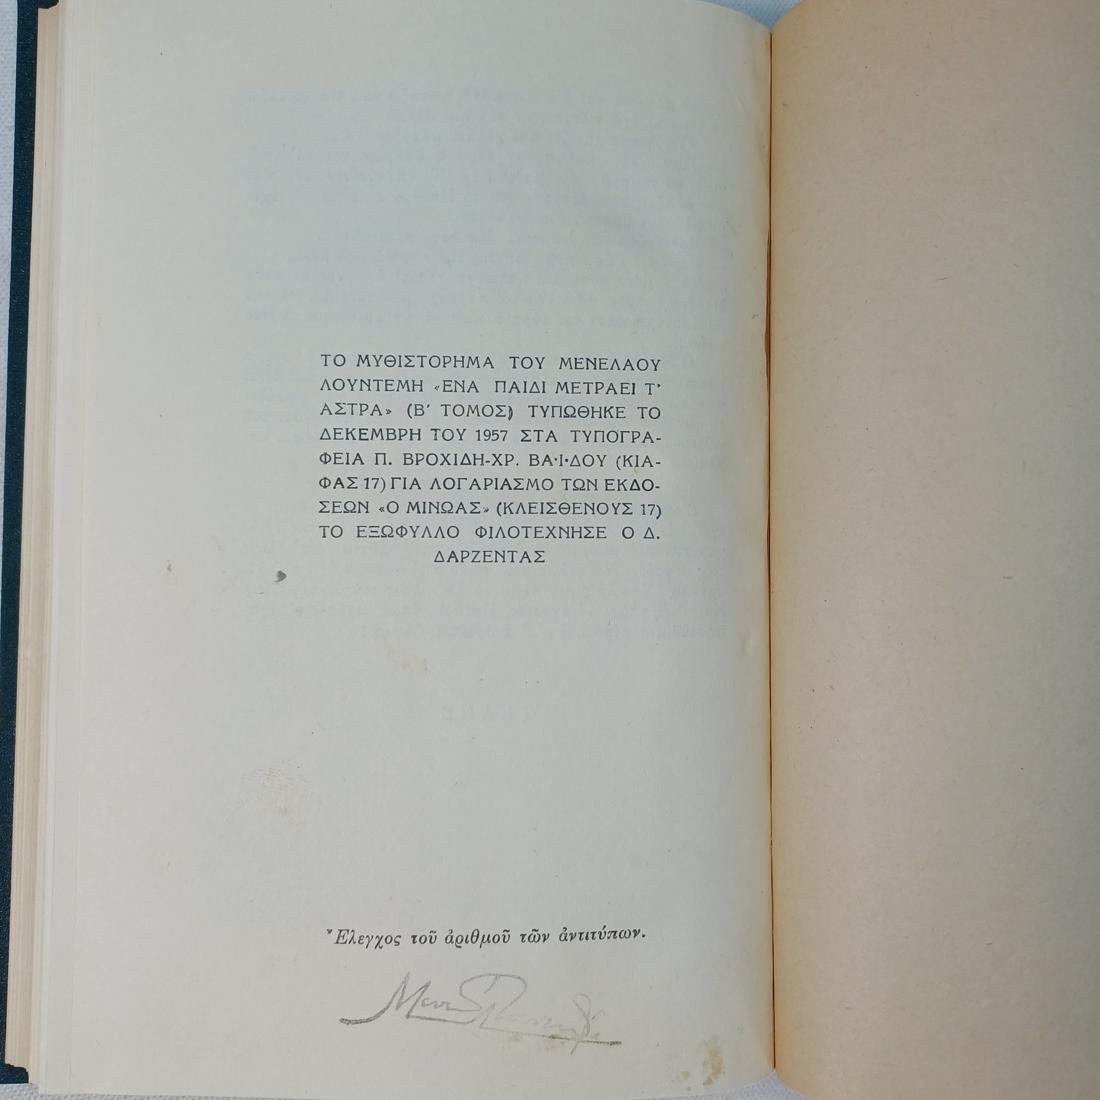 ΤΟ ΜΥΘΙΣΤΟΡΗΜΑ ΤΟΥ ΜΕΝΕΛΑΟΥ
ΛΟΥΝΤΕΜΗ «ΕΝΑ ΠΑΙΔΙ ΜΕΤΡΑΕΙ Τ'
ΑΣΤΡΑ» (Β' ΤΟΜΟΣ) ΤΥΠΩΘΗΚΕ ΤΟ
ΔΕΚΕΜΒΡΗ ΤΟΥ 1957 ΣΤΑ ΤΥΠΟΓΡΑ-
ΦΕΙΑ Π. ΒΡΟΧΙΔΗ-ΧΡ. ΒΑ·Ι·ΔΟΥ (ΚΙΑ-
ΦΑΣ 17) ΓΙΑ ΛΟΓΑΡΙΑΣΜΟ ΤΩΝ ΕΚΔΟ-
ΣΕΩΝ «Ο ΜΙΝΩΑΣ» (ΚΛΕΙΣΘΕΝΟΥΣ 17)
ΤΟ ΕΞΩΦΥΛΛΟ ΦΙΛΟΤΕΧΝΗΣΕ Ο Δ.
ΔΑΡΖΕΝΤΑΣ
Ἔλεγχος τοῦ ἀριθμοῦ τῶν ἀντιτύπων.